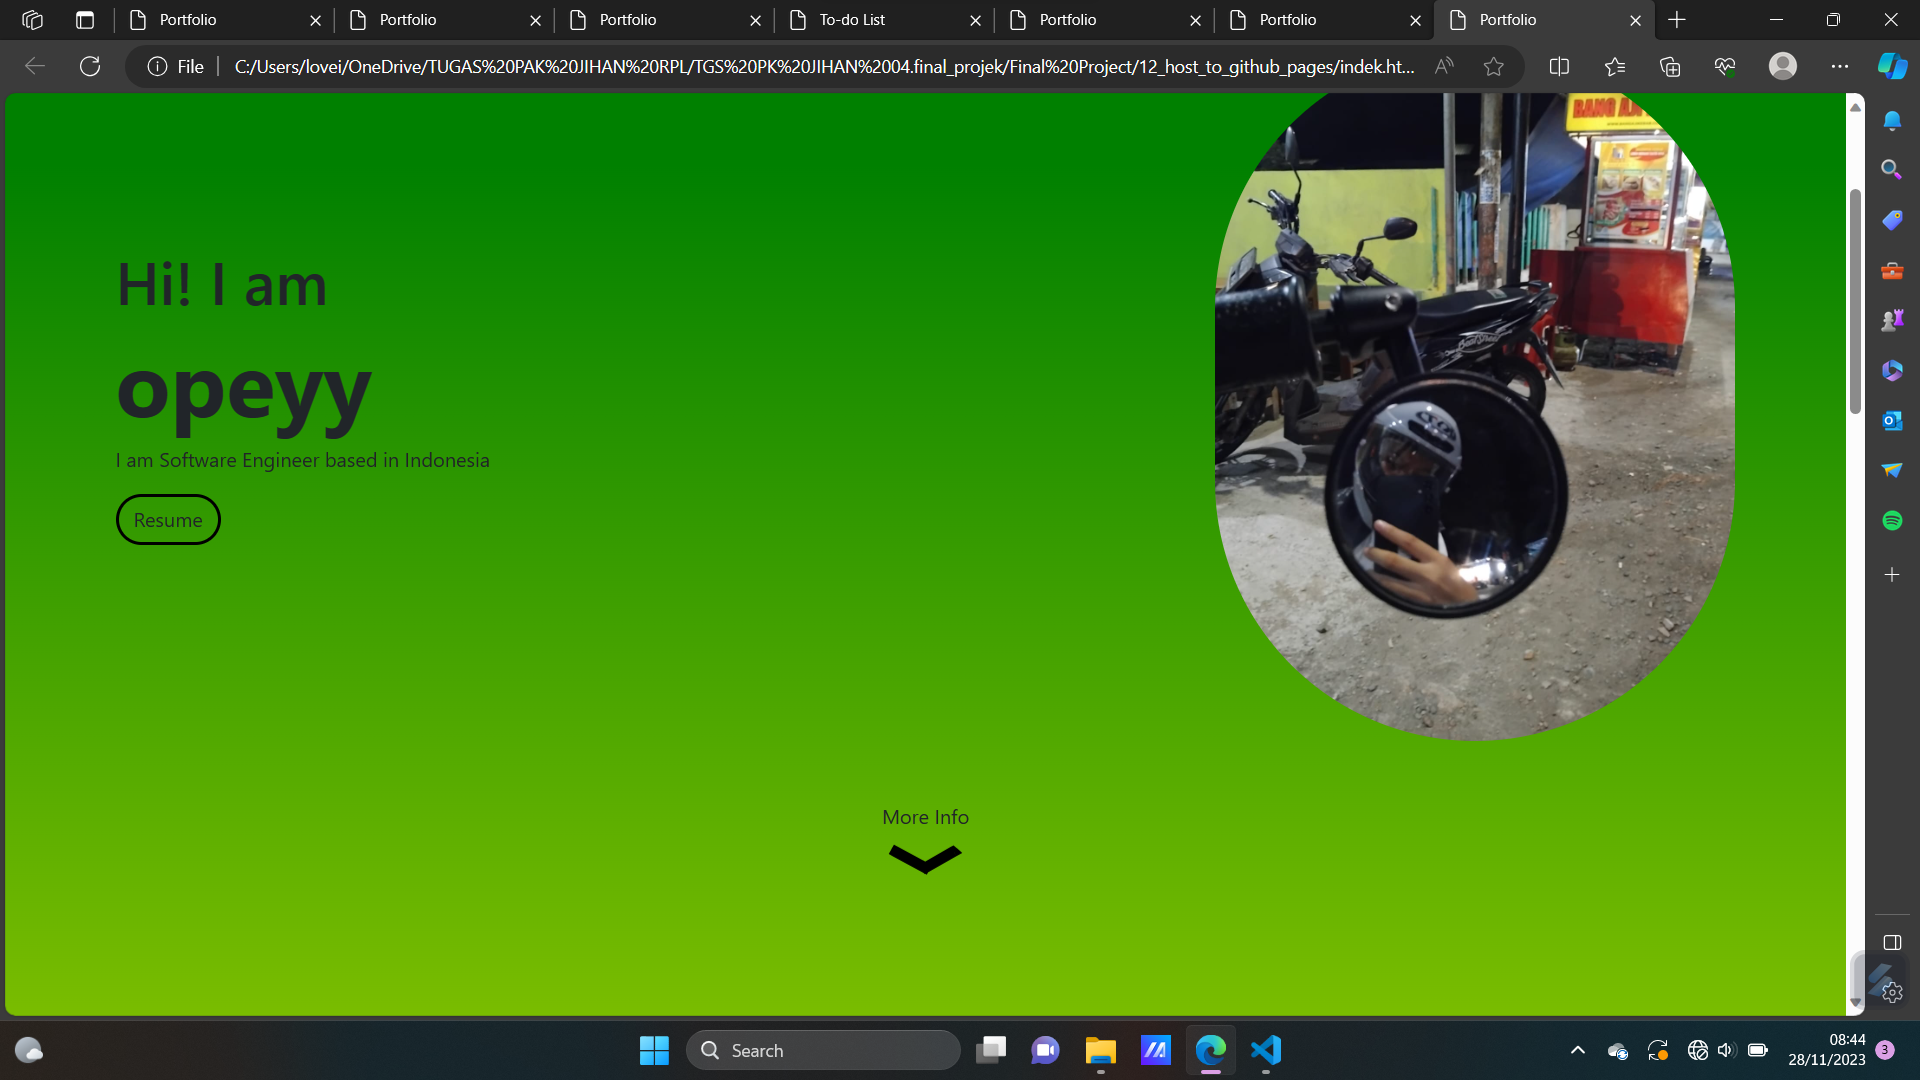 Portfolio
Portfolio
Portfolio
To-do List
Portfolio
Portfolio
Portfolio
File
C:/Users/lovei/OneDrive/TUGAS%20PAK%20JIHAN%20RPL/TGS%20PK%20JIHAN%2004.final_projek/Final%20Project/12_host_to_github_pages/indek.ht...
BANG
Hi! I am
opeyy
I am Software Engineer based in Indonesia
Resume
More Info
Search
08:44
28/11/2023
3